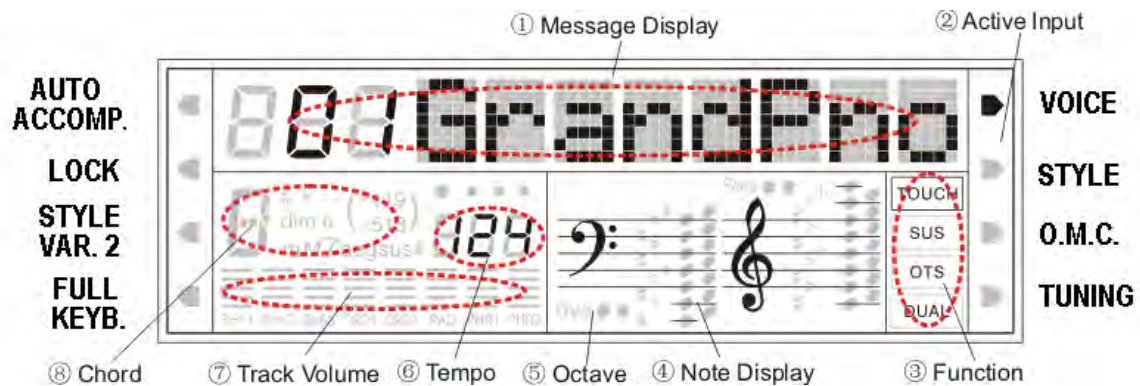 ① Message Display
② Active Input
AUTO ACCOMP.
LOCK
STYLE VAR. 2
FULL KEYB.
01 GrandPno
VOICE
STYLE
O.M.C.
TUNING
dim 6
124
TOUCH
SUS
OTS
DUAL
⑧ Chord
⑦ Track Volume
⑥ Tempo
⑤ Octave
④ Note Display
③ Function